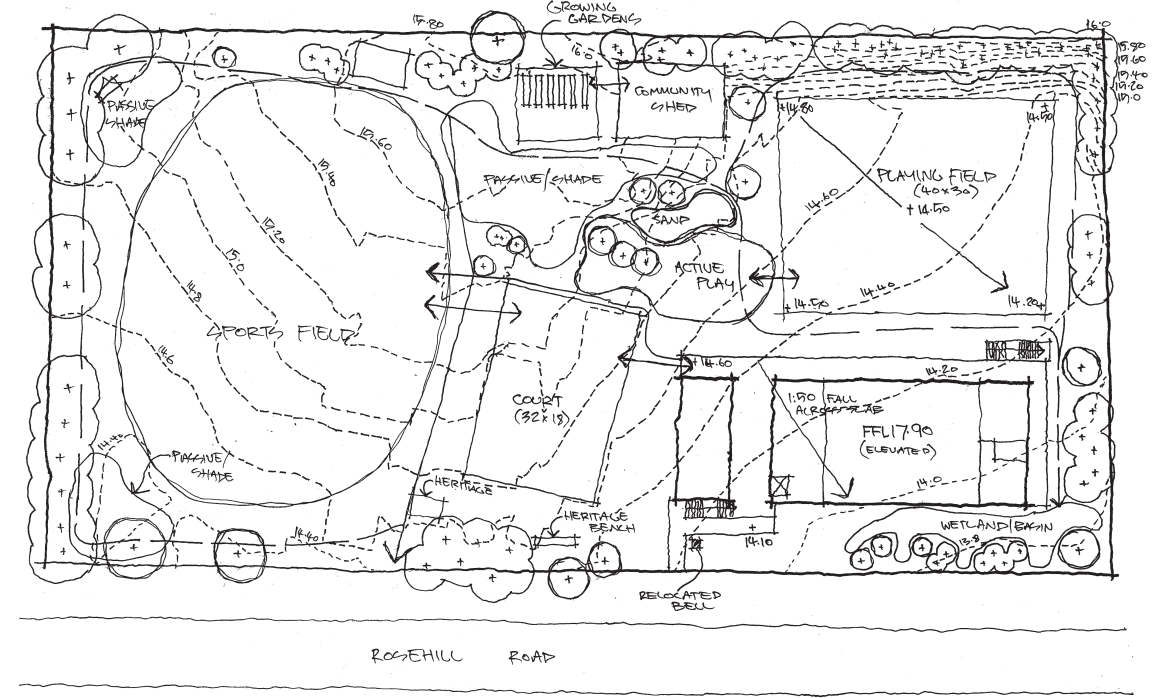 GROWING
GARDENS
15.80
16.0
16.0
15.80
15.60
15.40
15.20
15.0
PASSIVE
SHADE
COMMUNITY
SHED
+14.80
14.50
15.60
15.40
PASSIVE/SHADE
PLAYING FIELD
(40x30)
+14.50
14.60
SAND
15.20
15.0
14.8
ACTIVE
PLAY
14.40
+14.50
14.20+
SPORTS FIELD
14.6
+14.60
14.20
COURT
(32x18)
1:50 FALL
ACROSS SLAB
FFL17.90
(ELEVATED)
14.40
PASSIVE/
SHADE
HERITAGE
14.0
HERITAGE
BENCH
WETLAND/BASIN
13.8
14.40
14.10
RELOCATED
BELL
ROSEHILL ROAD